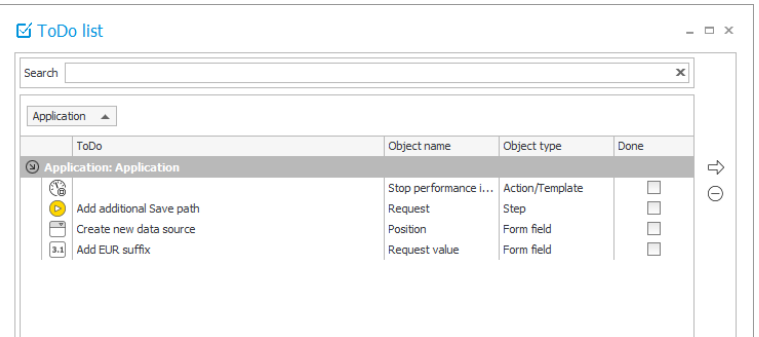 ToDo list
Search
Application
ToDo Object name Object type Done
Application: Application
Stop performance i... Action/Template
Add additional Save path Request Step
Create new data source Position Form field
3.1 Add EUR suffix Request value Form field